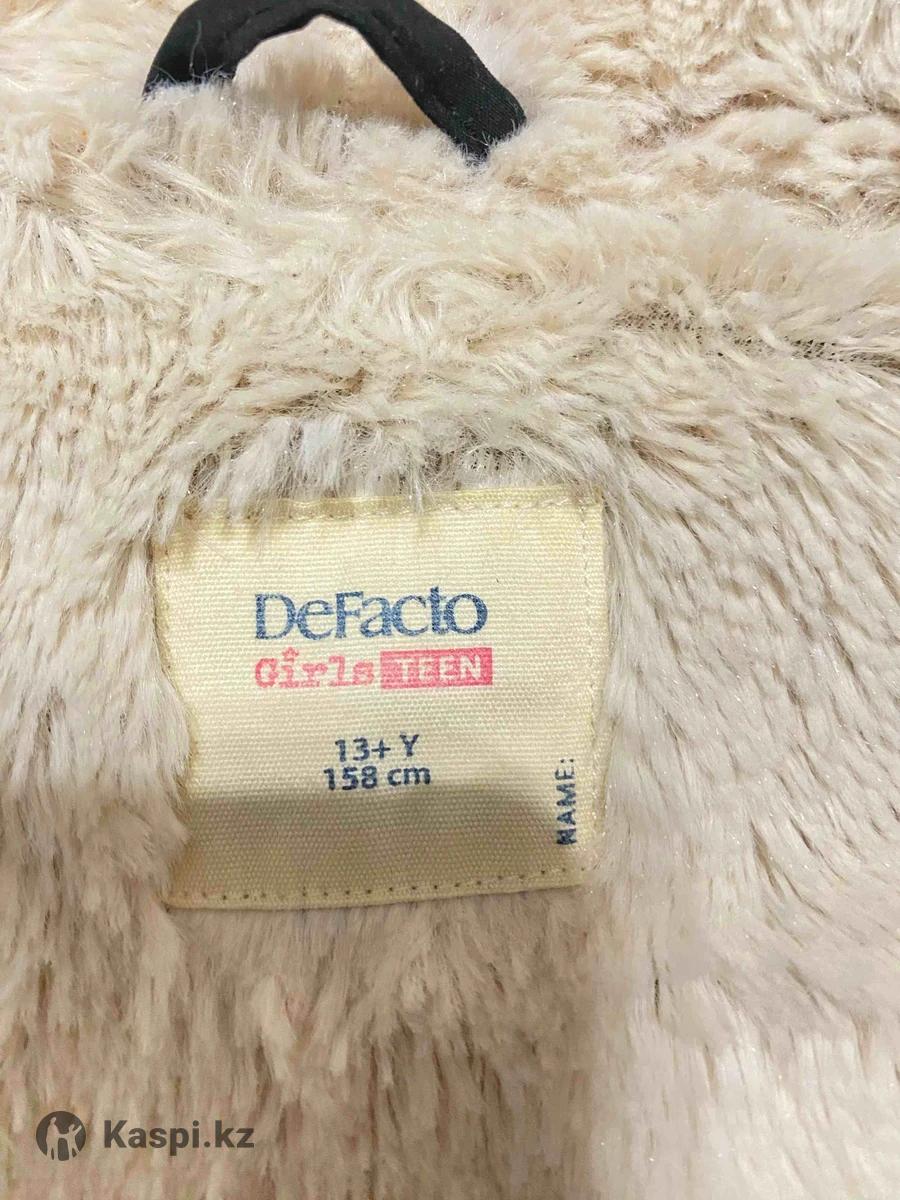 DeFacto
Girls TEEN
13+ Y
158 cm
NAME:
Kaspi.kz